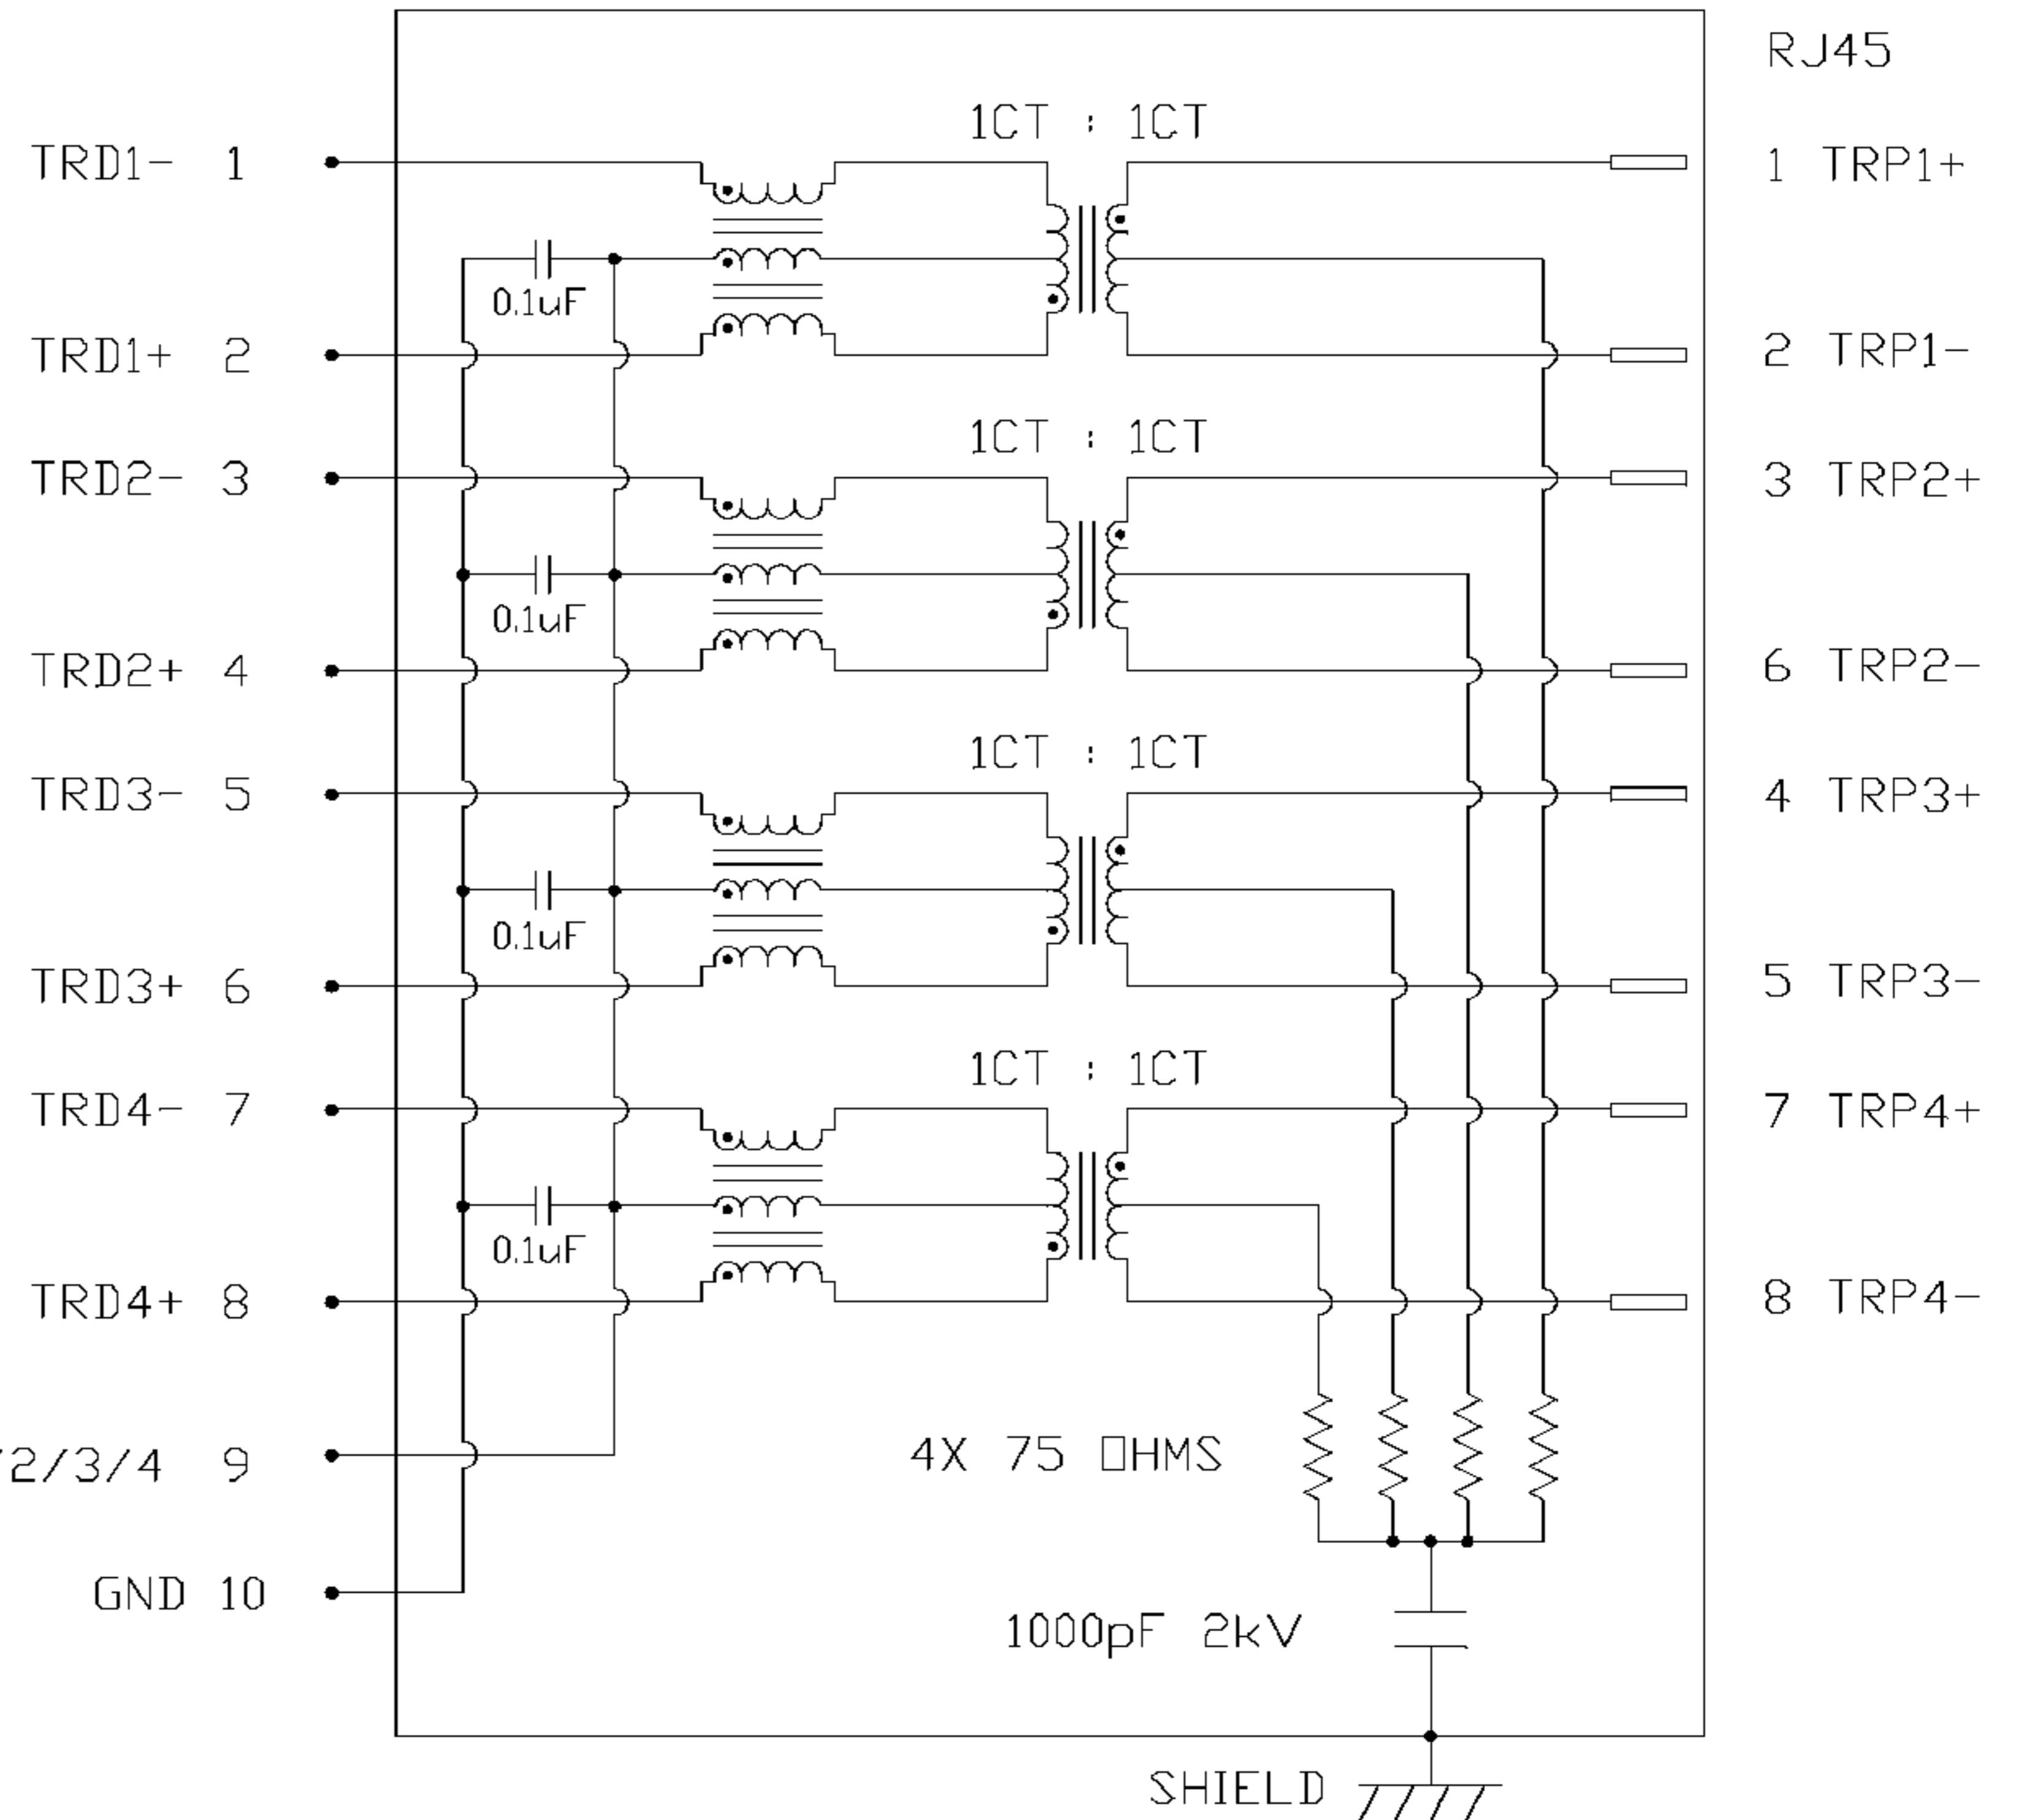 RJ45
1CT : 1CT
TRD1- 1
1 TRP1+
0.1uF
TRD1+ 2
2 TRP1-
1CT : 1CT
TRD2- 3
3 TRP2+
0.1uF
TRD2+ 4
6 TRP2-
1CT : 1CT
TRD3- 5
4 TRP3+
0.1uF
TRD3+ 6
5 TRP3-
1CT : 1CT
TRD4- 7
7 TRP4+
0.1uF
TRD4+ 8
8 TRP4-
/2/3/4 9
4X 75 OHMS
GND 10
1000pF 2kV
SHIELD